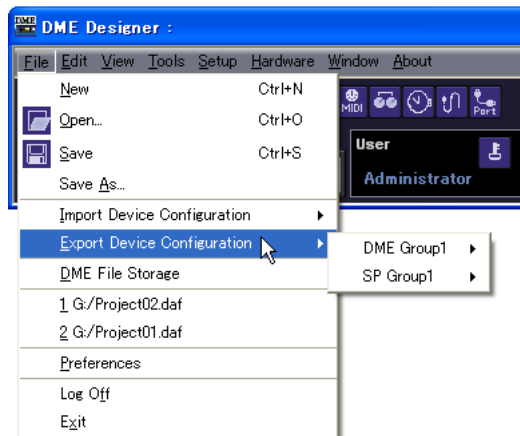 DME Designer :
File Edit View Tools Setup Hardware Window About
New Ctrl+N
Open... Ctrl+O
Save Ctrl+S
Save As...
Import Device Configuration
Export Device Configuration
DME File Storage
1 G:/Project02.daf
2 G:/Project01.daf
Preferences
Log Off
Exit
DME Group1
SP Group1
MIDI
Port
User
Administrator